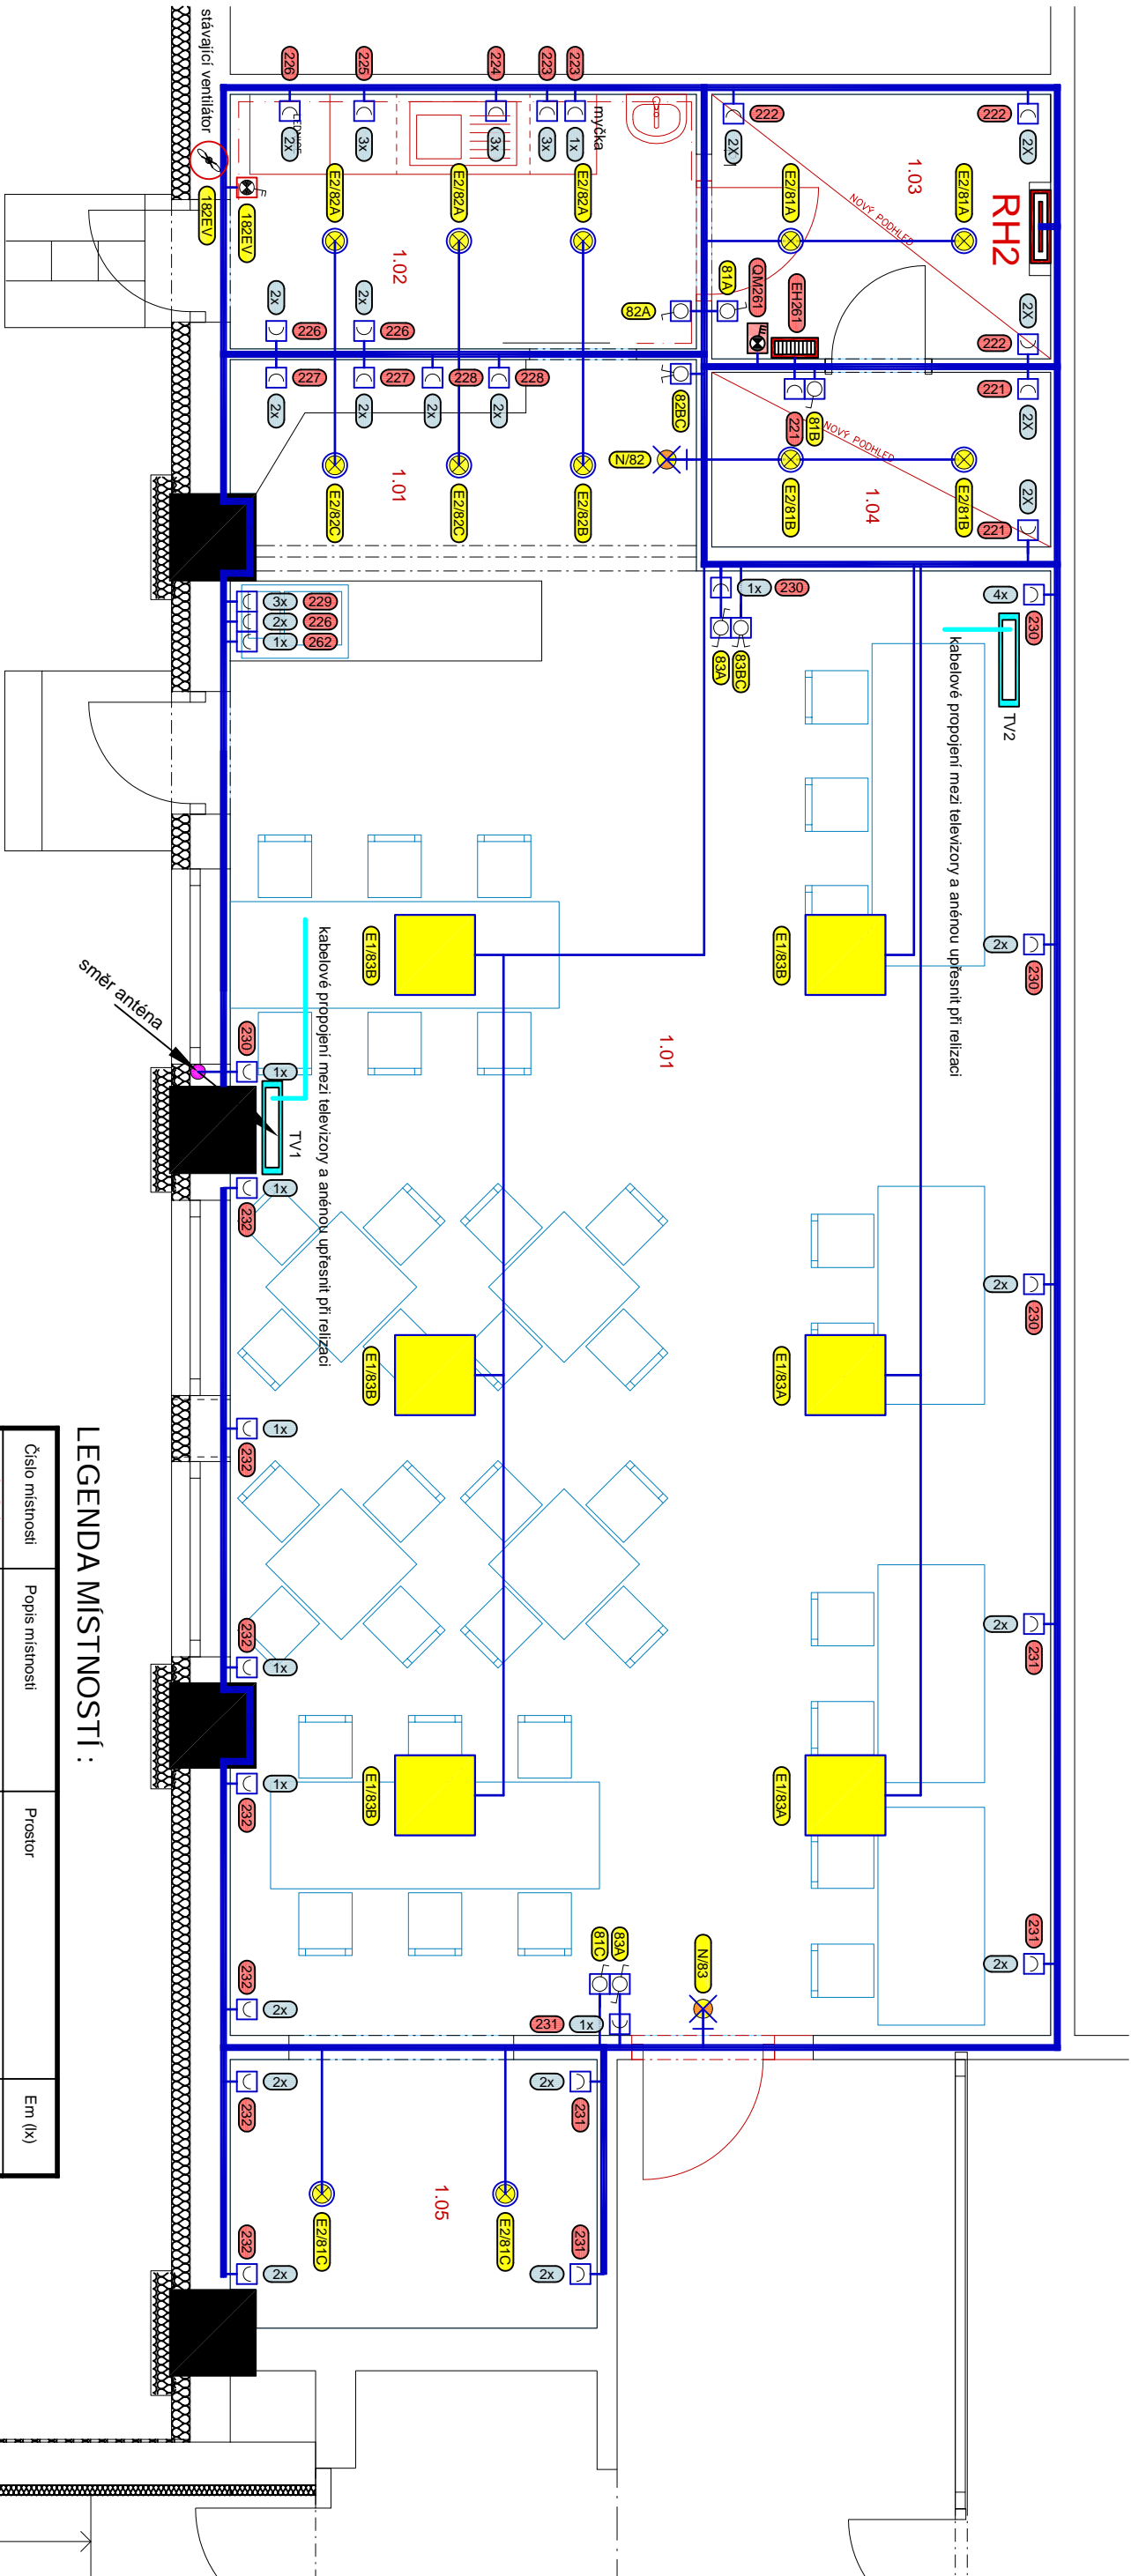 stávající ventilátor
182EV
182EV
226
225
224
223
223
2x
LEDNICE
3x
3x
3x
1x
myčka
222
222
2X
2X
1.03
NOVÝ PODHLED
RH2
E2/82A
E2/82A
E2/82A
E2/81A
E2/81A
1.02
82A
81A
QM261
EH261
2x
226
2x
226
2X
222
227
2x
227
2x
228
2x
228
2x
82BC
221
81B
221
2X
NOVÝ PODHLED
N/82
E2/82C
E2/82C
E2/82B
E2/81B
E2/81B
1.01
1.04
2X
221
3x 229
2x 226
1x 262
1x 230
83A
83BC
4x
230
TV2
kabelové propojení mezi televizory a anénou upřesnit při relizaci
E1/83B
E1/83B
2x
230
kabelové propojení mezi televizory a anénou upřesnit při relizaci
směr anténa
230
1x
TV1
1.01
232
1x
2x
230
E1/83B
E1/83A
232
1x
232
1x
2x
231
232
1x
E1/83B
E1/83A
81C
83A
N/83
231
1x
231
2x
232
2x
232
2x
231
2x
E2/81C
E2/81C
1.05
232
2x
231
2x
LEGENDA MÍSTNOSTÍ :
Číslo místnosti
Popis místnosti
Prostor
Em (lx)